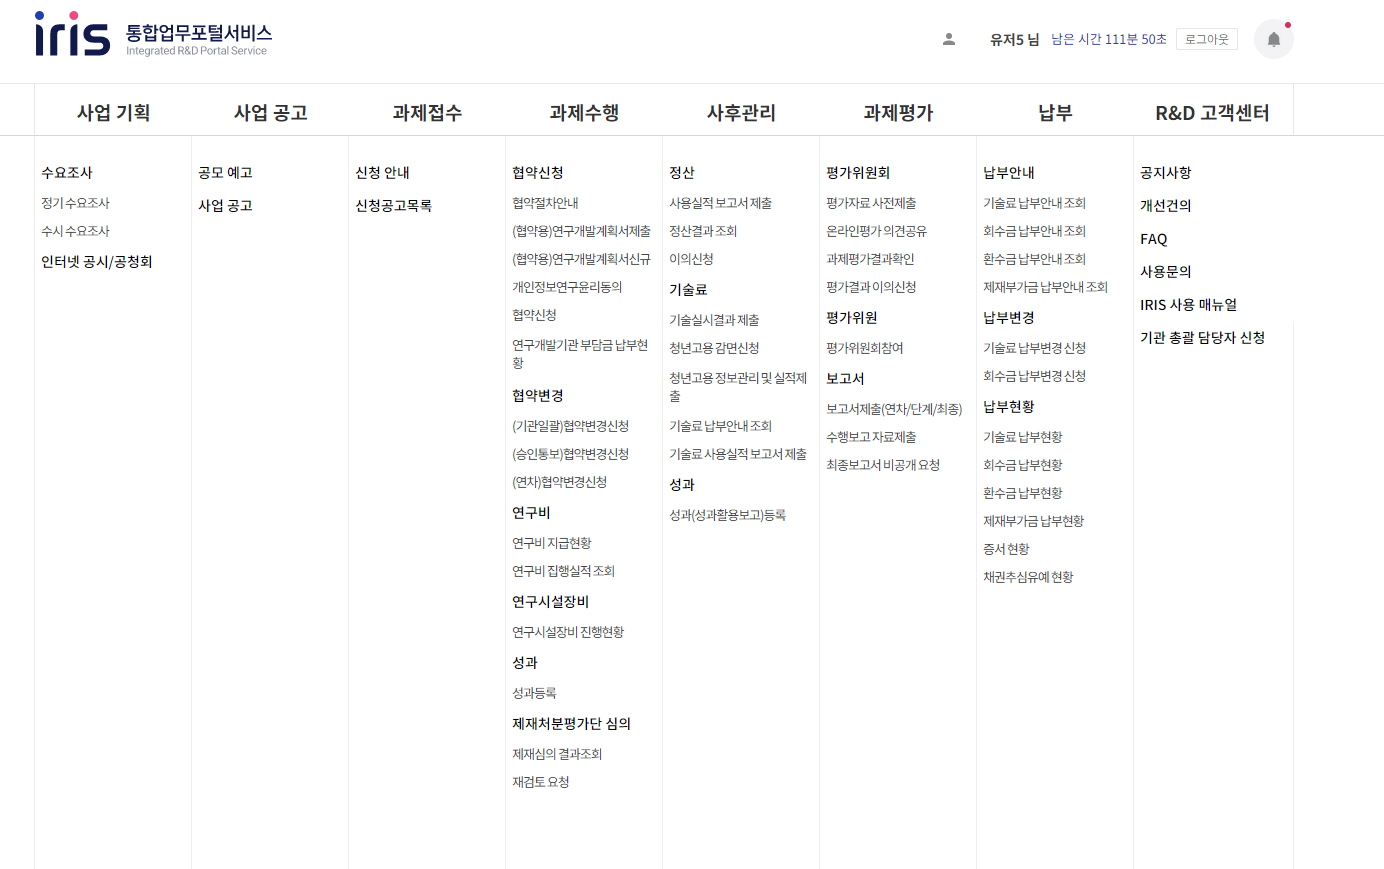 iris 통합업무포털서비스
Integrated R&D Portal Service
유저5 님 남은 시간 111분 50초 로그아웃
사업 기획 사업 공고 과제접수 과제수행 사후관리 과제평가 납부 R&D 고객센터
수요조사
정기 수요조사
수시 수요조사
인터넷 공시/공청회
공모 예고
사업 공고
신청 안내
신청공고목록
협약신청
협약절차안내
(협약용)연구개발계획서제출
(협약용)연구개발계획서신규
개인정보연구윤리동의
협약신청
연구개발기관 부담금 납부현
황
협약변경
(기관일괄)협약변경신청
(승인통보)협약변경신청
(연차)협약변경신청
연구비
연구비 지급현황
연구비 집행실적 조회
연구시설장비
연구시설장비 진행현황
성과
성과등록
제재처분평가단 심의
제재심의 결과조회
재검토 요청
정산
사용실적 보고서 제출
정산결과 조회
이의신청
기술료
기술실시결과 제출
청년고용 감면신청
청년고용 정보관리 및 실적제
출
기술료 납부안내 조회
기술료 사용실적 보고서 제출
성과
성과(성과활용보고)등록
평가위원회
평가자료 사전제출
온라인평가 의견공유
과제평가결과확인
평가결과 이의신청
평가위원
평가위원회참여
보고서
보고서제출(연차/단계/최종)
수행보고 자료제출
최종보고서 비공개 요청
납부안내
기술료 납부안내 조회
회수금 납부안내 조회
환수금 납부안내 조회
제재부가금 납부안내 조회
납부변경
기술료 납부변경 신청
회수금 납부변경 신청
납부현황
기술료 납부현황
회수금 납부현황
환수금 납부현황
제재부가금 납부현황
증서 현황
채권추심유예 현황
공지사항
개선건의
FAQ
사용문의
IRIS 사용 매뉴얼
기관 총괄 담당자 신청